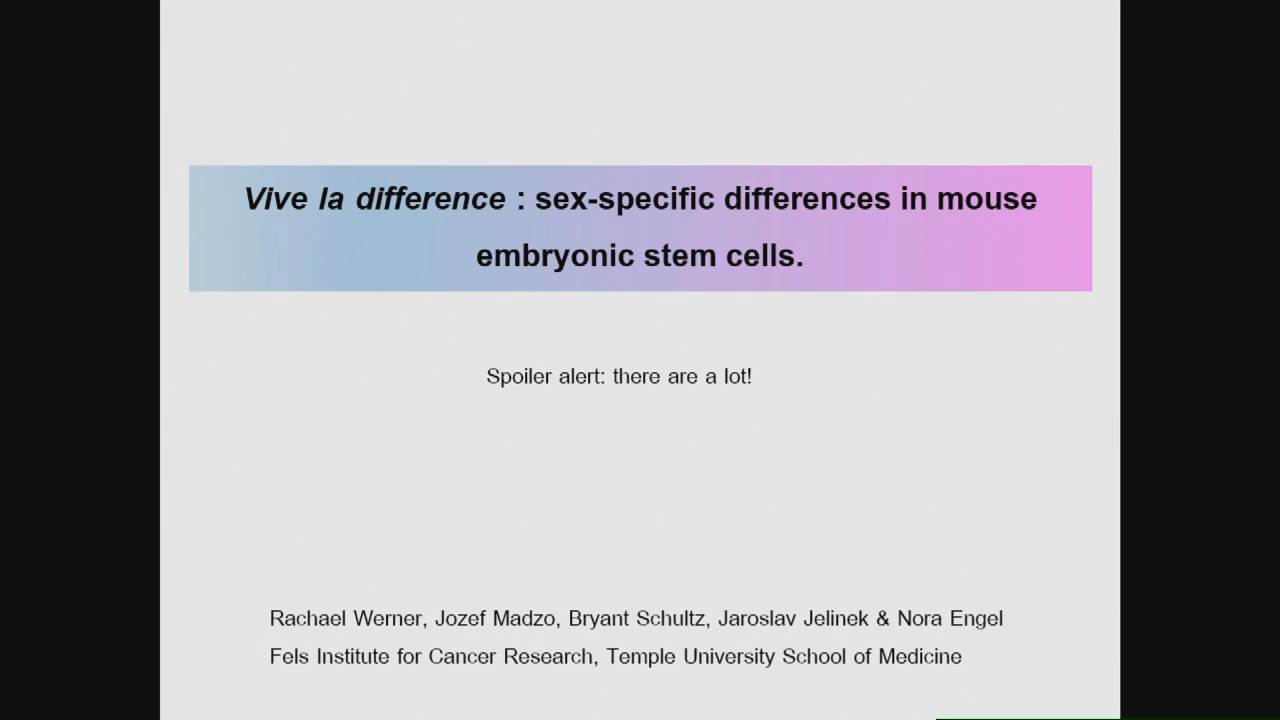 Vive la difference : sex-specific differences in mouse
embryonic stem cells.
Spoiler alert: there are a lot!
Rachael Werner, Jozef Madzo, Bryant Schultz, Jaroslav Jelinek & Nora Engel
Fels Institute for Cancer Research, Temple University School of Medicine